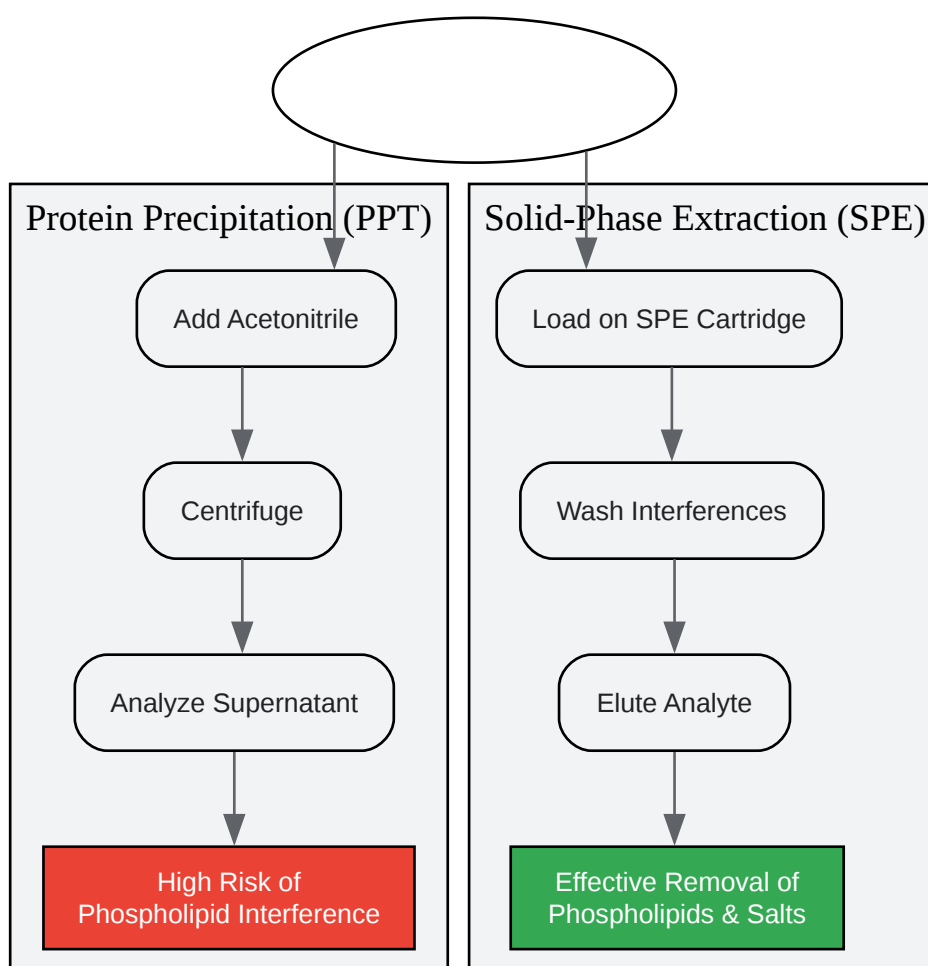 Protein Precipitation (PPT)
Add Acetonitrile
Centrifuge
Analyze Supernatant
High Risk of
Phospholipid Interference
Solid-Phase Extraction (SPE)
Load on SPE Cartridge
Wash Interferences
Elute Analyte
Effective Removal of
Phospholipids & Salts